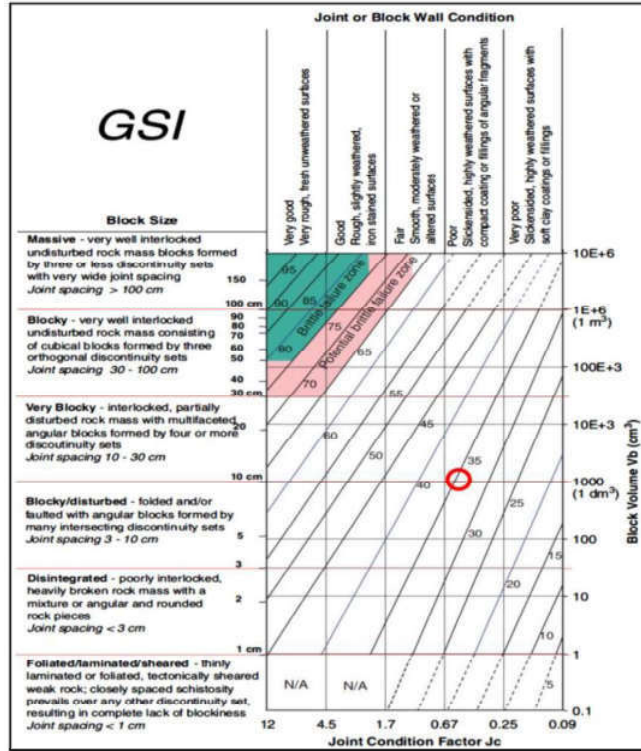 Joint or Block Wall Condition
GSI
Block Size
Very good
Very rough, fresh unweathered surfaces
Good
Rough, slightly weathered,
iron stained surfaces
Fair
Smooth, moderately weathered or
altered surfaces
Poor
Slickensided, highly weathered surfaces with
compact coating or fillings of angular fragments
Very poor
Slickensided, highly weathered surfaces with
soft clay coatings or fillings
Massive - very well interlocked
undisturbed rock mass blocks formed
by three or less discontinuity sets
with very wide joint spacing
Joint spacing > 100 cm
Blocky - very well interlocked
undisturbed rock mass consisting
of cubical blocks formed by three
orthogonal discontinuity sets
Joint spacing 30 - 100 cm
Very Blocky - interlocked, partially
disturbed rock mass with multifaceted
angular blocks formed by four or more
discoutinuity sets
Joint spacing 10 - 30 cm
Blocky/disturbed - folded and/or
faulted with angular blocks formed by
many intersecting discontinuity sets
Joint spacing 3 - 10 cm
Disintegrated - poorly interlocked,
heavily broken rock mass with a
mixture or angular and rounded
rock pieces
Joint spacing < 3 cm
Foliated/laminated/sheared - thinly
laminated or foliated, tectonically sheared
weak rock; closely spaced schistosity
prevails over any other discontinuity set,
resulting in complete lack of blockiness
Joint spacing < 1 cm
150
100 cm
90
80
70
60
50
40
30 cm
20
10 cm
5
3
2
1 cm
95
90
85
80
75
70
65
60
55
50
45
40
35
30
25
20
15
10
5
Brittle failure zone
Potential brittle failure zone
N/A
N/A
10E+6
1E+6
(1 m³)
100E+3
10E+3
1000
(1 dm³)
100
10
1
0.1
Block Volume Vb (cm³)
12
4.5
1.7
0.67
0.25
0.09
Joint Condition Factor Jc